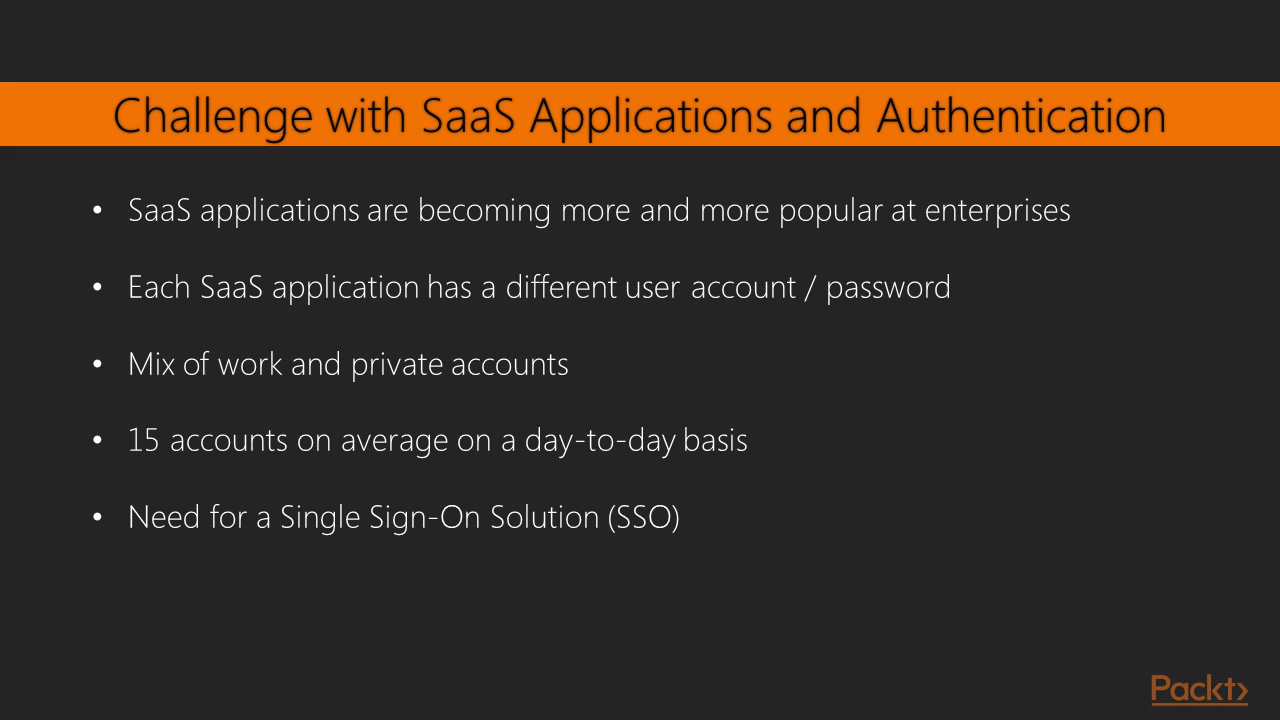 Challenge with SaaS Applications and Authentication
• SaaS applications are becoming more and more popular at enterprises
• Each SaaS application has a different user account / password
• Mix of work and private accounts
• 15 accounts on average on a day-to-day basis
• Need for a Single Sign-On Solution (SSO)
Packt>